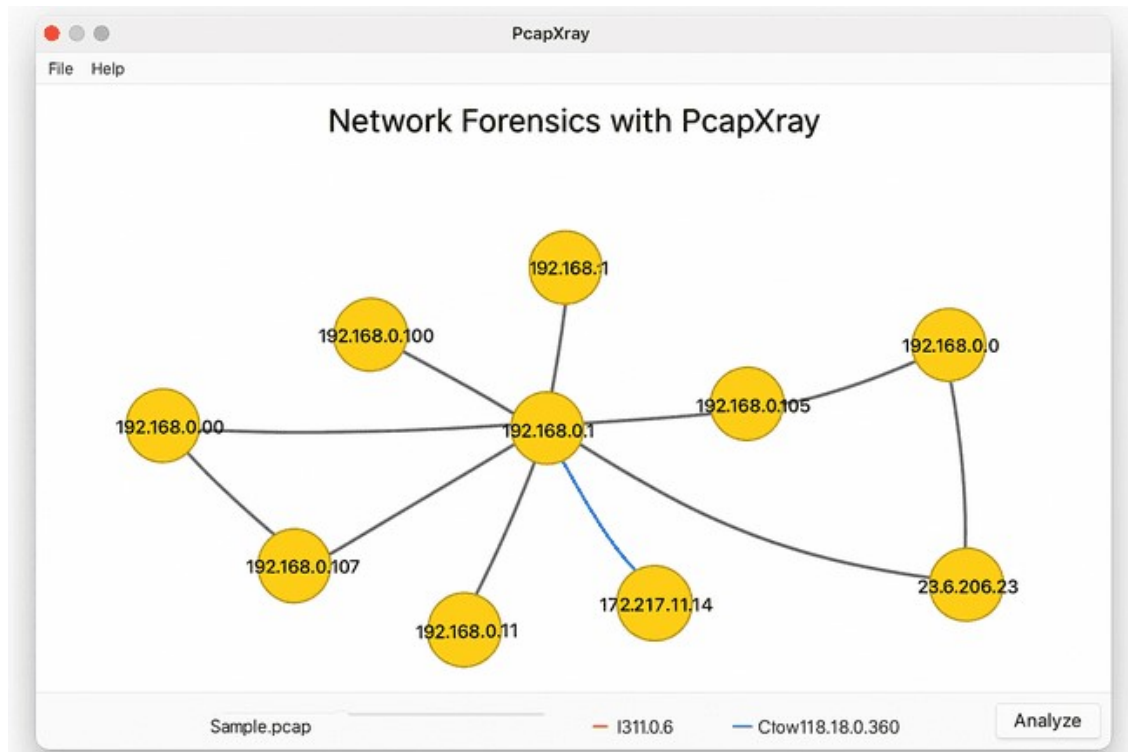 PcapXray
File Help
Network Forensics with PcapXray
192.168.1
192.168.0.100
192.168.0.0
192.168.0.105
192.168.0.00
192.168.0.1
192.168.0.107
23.6.206.23
172.217.11.14
192.168.0.11
Sample.pcap
I311.0.6
Ctow118.18.0.360
Analyze